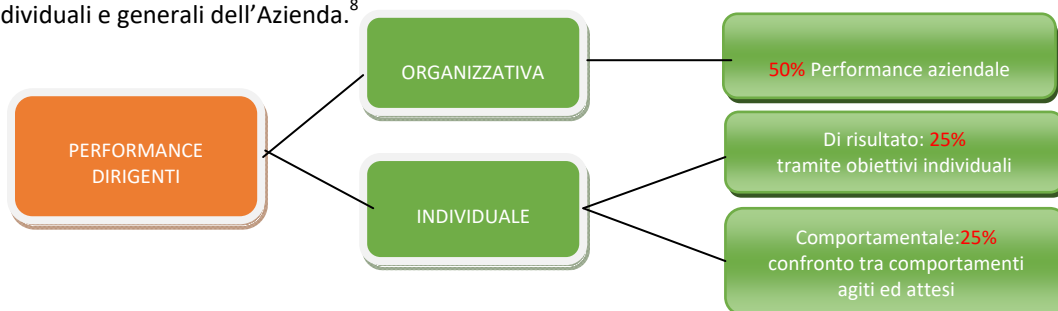 dividuali e generali dell'Azienda.8
ORGANIZZATIVA
50% Performance aziendale
PERFORMANCE
DIRIGENTI
Di risultato: 25%
tramite obiettivi individuali
INDIVIDUALE
Comportamentale:25%
confronto tra comportamenti
agiti ed attesi